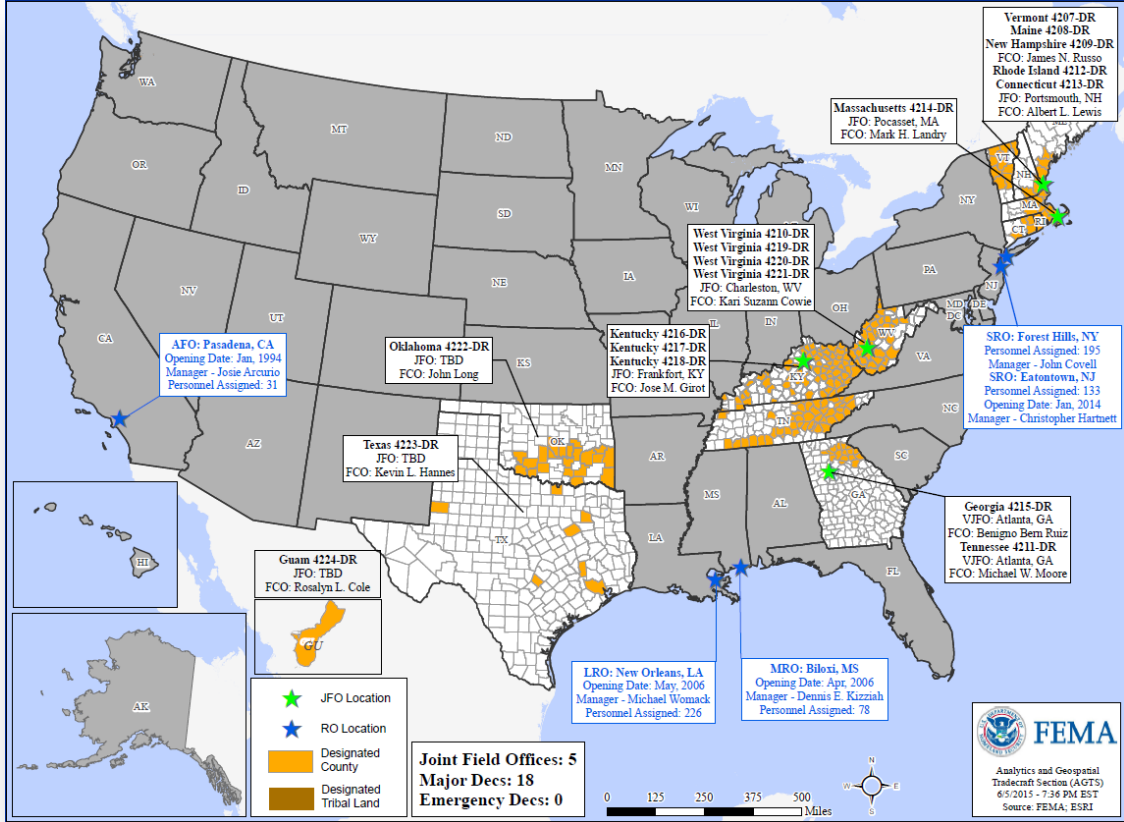 Vermont 4207-DR
Maine 4208-DR
New Hampshire 4209-DR
FCO: James N. Russo
Rhode Island 4212-DR
Connecticut 4213-DR
JFO: Portsmouth, NH
FCO: Albert L. Lewis
Massachusetts 4214-DR
JFO: Pocasset, MA
FCO: Mark H. Landry
West Virginia 4210-DR
West Virginia 4219-DR
West Virginia 4220-DR
West Virginia 4221-DR
JFO: Charleston, WV
FCO: Kari Suzann Cowie
Kentucky 4216-DR
Kentucky 4217-DR
Kentucky 4218-DR
JFO: Frankfort, KY
FCO: Jose M. Girot
Oklahoma 4222-DR
JFO: TBD
FCO: John Long
Texas 4223-DR
JFO: TBD
FCO: Kevin L. Hannes
AFO: Pasadena, CA
Opening Date: Jan, 1994
Manager - Josie Arcurio
Personnel Assigned: 31
SRO: Forest Hills, NY
Personnel Assigned: 195
Manager - John Covell
SRO: Eatontown, NJ
Personnel Assigned: 133
Opening Date: Jan, 2014
Manager - Christopher Hartnett
Georgia 4215-DR
VJFO: Atlanta, GA
FCO: Benigno Bern Ruiz
Tennessee 4211-DR
VJFO: Atlanta, GA
FCO: Michael W. Moore
Guam 4224-DR
JFO: TBD
FCO: Rosalyn L. Cole
LRO: New Orleans, LA
Opening Date: May, 2006
Manager - Michael Womack
Personnel Assigned: 226
MRO: Biloxi, MS
Opening Date: Apr, 2006
Manager - Dennis E. Kizziah
Personnel Assigned: 78
WA
MT
ND
MN
OR
ID
WY
SD
WI
NY
VT
NH
MA
CT
RI
NV
UT
NE
IA
IL
IN
OH
PA
NJ
MD
DE
DC
CA
KS
KY
WV
VA
AZ
OK
AR
TN
NC
SC
TX
LA
MS
AL
GA
FL
HI
AK
GU
JFO Location
RO Location
Designated
County
Designated
Tribal Land
Joint Field Offices: 5
Major Decs: 18
Emergency Decs: 0
0 125 250 375 500
Miles
N
W
E
S
FEMA
Analytics and Geospatial
Tradecraft Section (AGTS)
6/5/2015 - 7:36 PM EST
Source: FEMA; ESRI